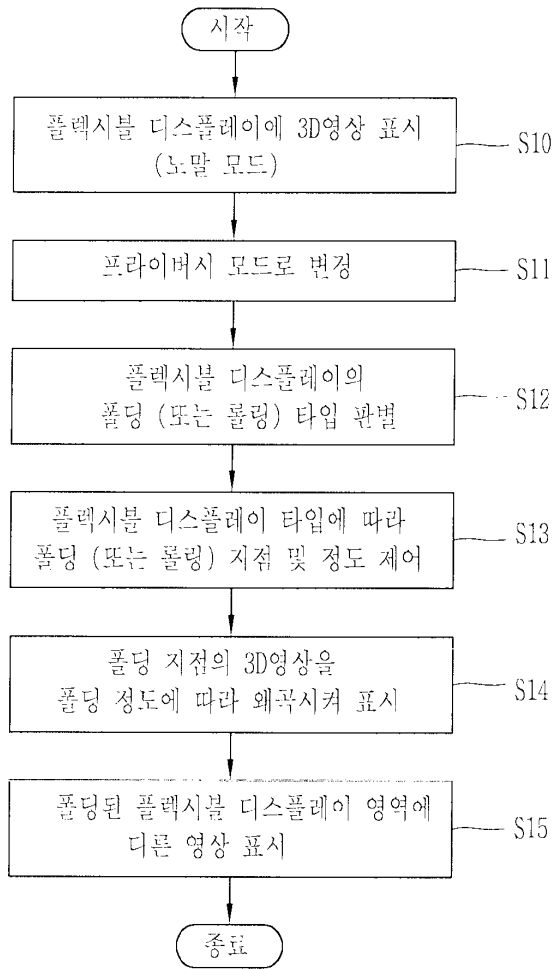 시작
플렉시블 디스플레이에 3D영상 표시
(노말 모드)
S10
프라이버시 모드로 변경
S11
플렉시블 디스플레이의
폴딩 (또는 롤링) 타입 판별
S12
플렉시블 디스플레이 타입에 따라
폴딩 (또는 롤링) 지점 및 정도 제어
S13
폴딩 지점의 3D영상을
폴딩 정도에 따라 왜곡시켜 표시
S14
폴딩된 플렉시블 디스플레이 영역에
다른 영상 표시
S15
종료